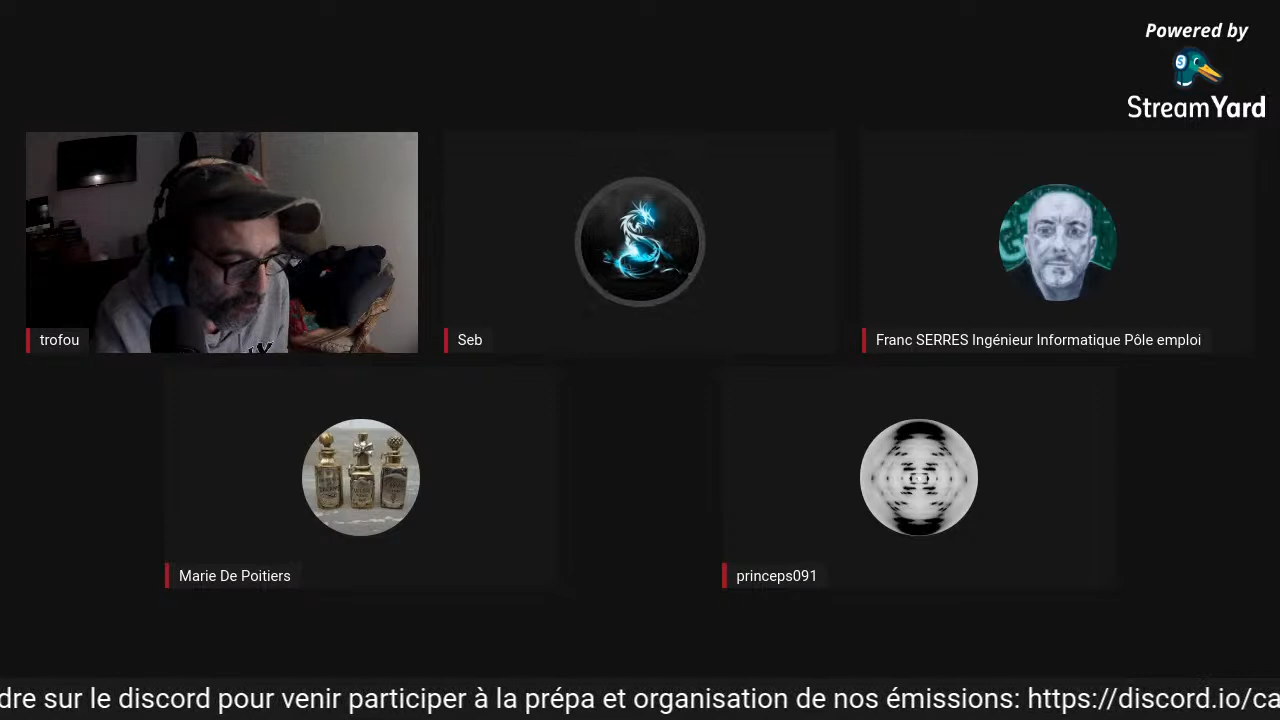 Powered by
StreamYard
trofou
Seb
Franc SERRES Ingénieur Informatique Pôle emploi
Marie De Poitiers
princeps091
dre sur le discord pour venir participer à la prépa et organisation de nos émissions: https://discord.io/ca